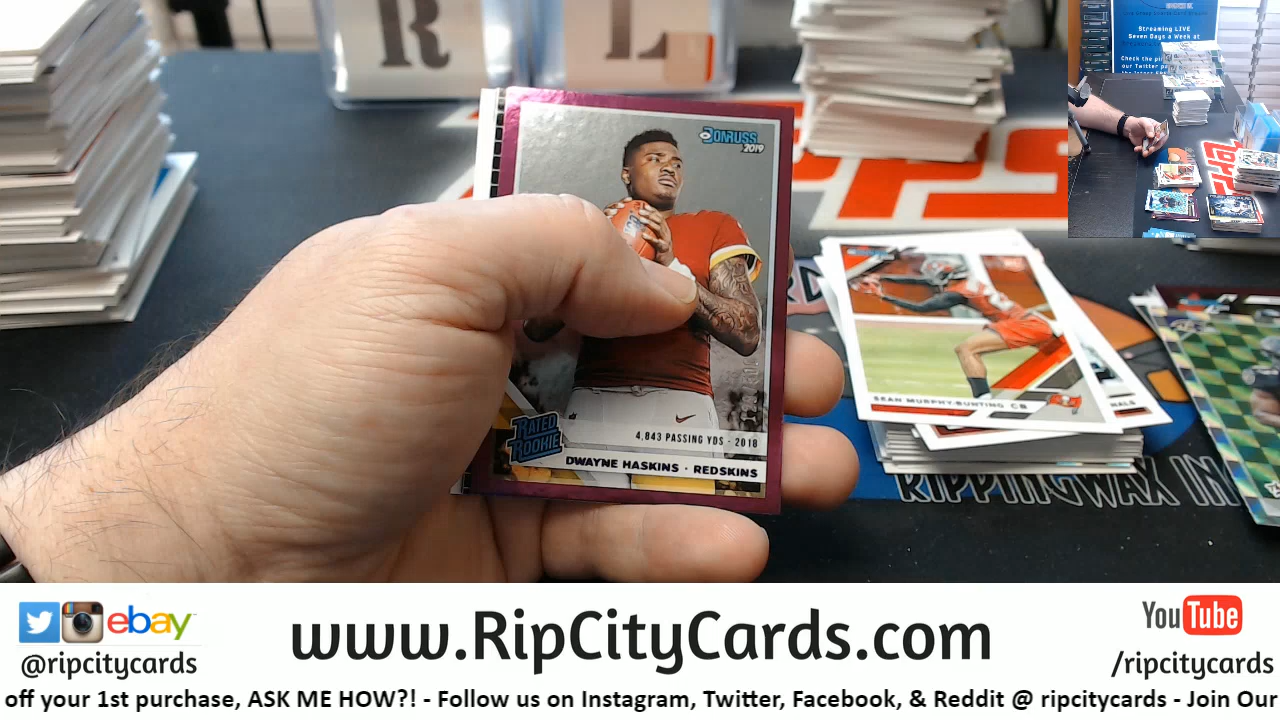 R
DONRUSS
2019
RATED
ROOKIE
4,843 PASSING YDS - 2018
DWAYNE HASKINS • REDSKINS
SEAN MURPHY-BUNTING CB
RIPPINGWAX IN
Streaming LIVE
Seven Days a Week at
ebay
@ripcitycards
www.RipCityCards.com
YouTube
/ripcitycards
off your 1st purchase, ASK ME HOW?! - Follow us on Instagram, Twitter, Facebook, & Reddit @ ripcitycards - Join Our